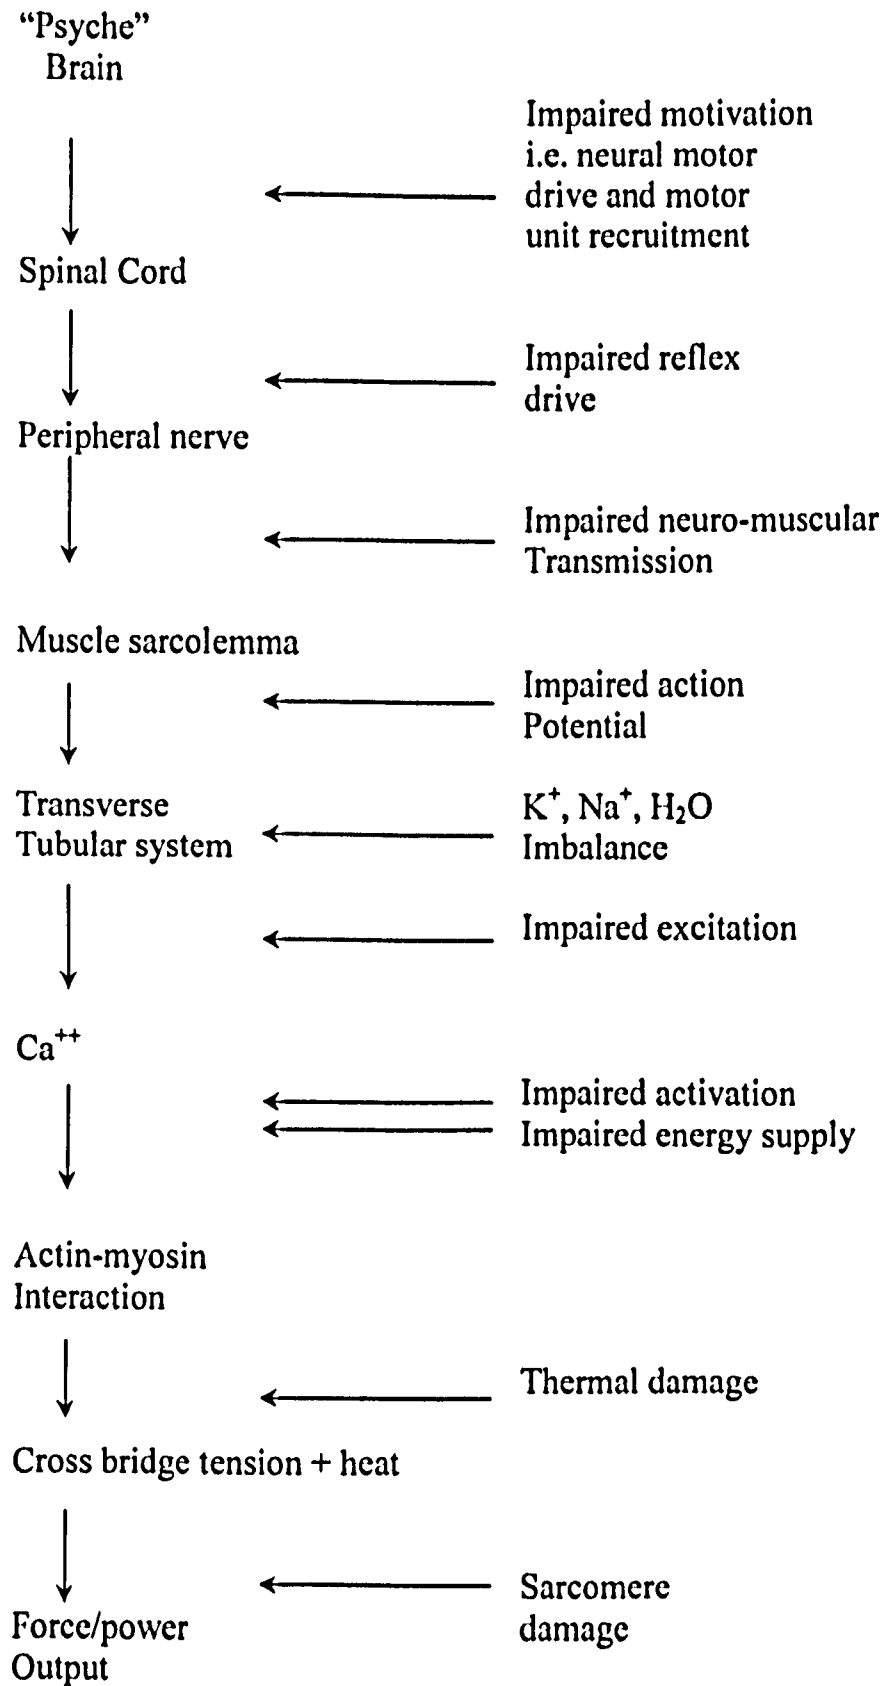 “Psyche”
Brain
Impaired motivation
i.e. neural motor
drive and motor
unit recruitment
Spinal Cord
Impaired reflex
drive
Peripheral nerve
Impaired neuro-muscular
Transmission
Muscle sarcolemma
Impaired action
Potential
Transverse
Tubular system
K⁺, Na⁺, H₂O
Imbalance
Impaired excitation
Ca⁺⁺
Impaired activation
Impaired energy supply
Actin-myosin
Interaction
Thermal damage
Cross bridge tension + heat
Sarcomere
damage
Force/power
Output